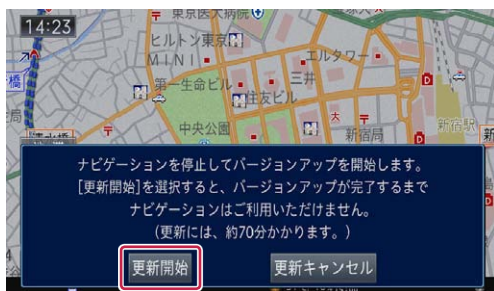 東京医大病院
14:23
ヒルトン東京
MINI
エルタワー
第一生命ビル
三井
住友ビル
橋
中央公園
新宿局
新宿駅
新
ナビゲーションを停止してバージョンアップを開始します。
[更新開始]を選択すると、バージョンアップが完了するまで
ナビゲーションはご利用いただけません。
(更新には、約70分かかります。)
更新開始
更新キャンセル